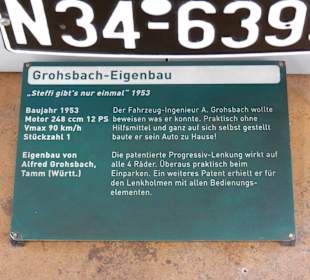 N34-639
Grohsbach-Eigenbau
„Steffi gibt's nur einmal" 1953
Baujahr 1953
Motor 248 ccm 12 PS
Vmax 90 km/h
Stückzahl 1
Eigenbau von
Alfred Grohsbach,
Tamm (Württ.)
Der Fahrzeug-Ingenieur A. Grohsbach wollte
beweisen was er konnte. Praktisch ohne
Hilfsmittel und ganz auf sich selbst gestellt
baute er sein Auto zu Hause!
Die patentierte Progressiv-Lenkung wirkt auf
alle 4 Räder. Überaus praktisch beim
Einparken. Ein weiteres Patent erhielt er für
den Lenkholmen mit allen Bedienungs-
elementen.